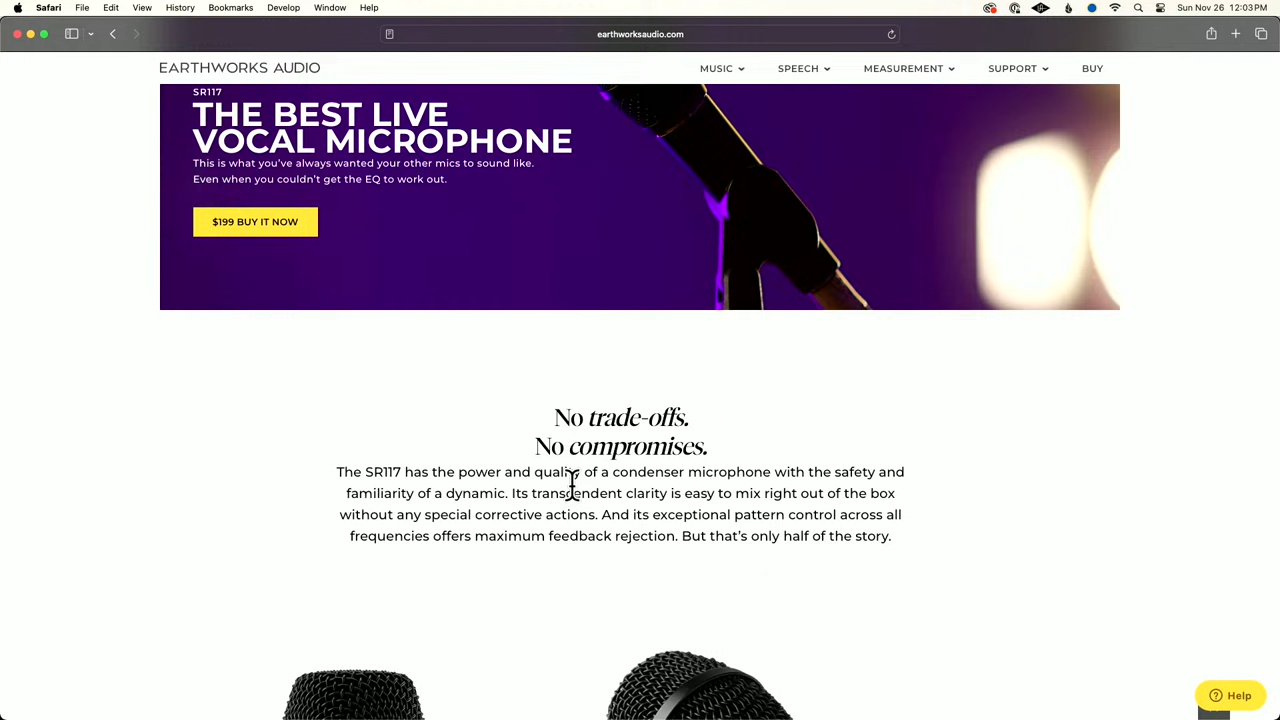 Safari File Edit View History Bookmarks Develop Window Help Sun Nov 26 12:03 PM
earthworksaudio.com
EARTHWORKS AUDIO MUSIC SPEECH MEASUREMENT SUPPORT BUY
SR117
THE BEST LIVE
VOCAL MICROPHONE
This is what you've always wanted your other mics to sound like.
Even when you couldn't get the EQ to work out.
$199 BUY IT NOW
No trade-offs.
No compromises.
The SR117 has the power and quality of a condenser microphone with the safety and
familiarity of a dynamic. Its transcendent clarity is easy to mix right out of the box
without any special corrective actions. And its exceptional pattern control across all
frequencies offers maximum feedback rejection. But that's only half of the story.
Help